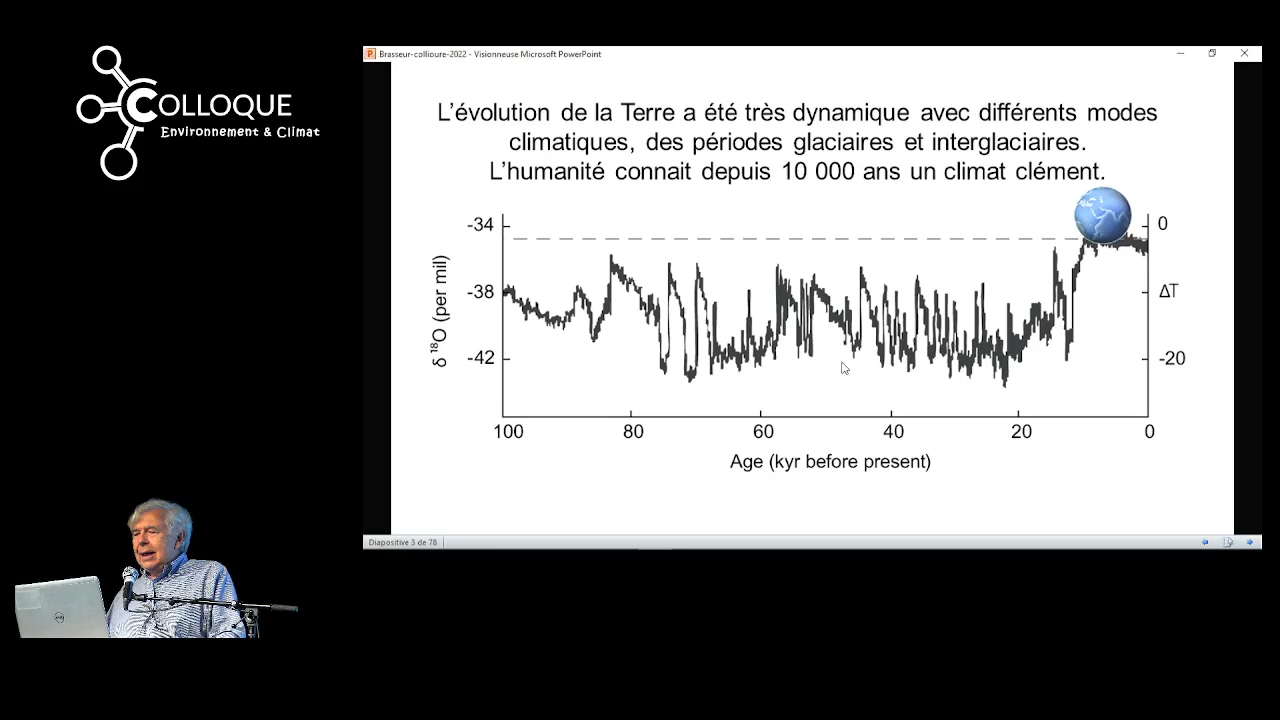 COLLOQUE
Environnement & Climat
Brasseur-collioure-2022 - Visionneuse Microsoft PowerPoint
L'évolution de la Terre a été très dynamique avec différents modes
climatiques, des périodes glaciaires et interglaciaires.
L'humanité connait depuis 10 000 ans un climat clément.
-34
-38
-42
δ ¹⁸O (per mil)
0
ΔT
-20
100 80 60 40 20 0
Age (kyr before present)
Diapositive 3 de 78